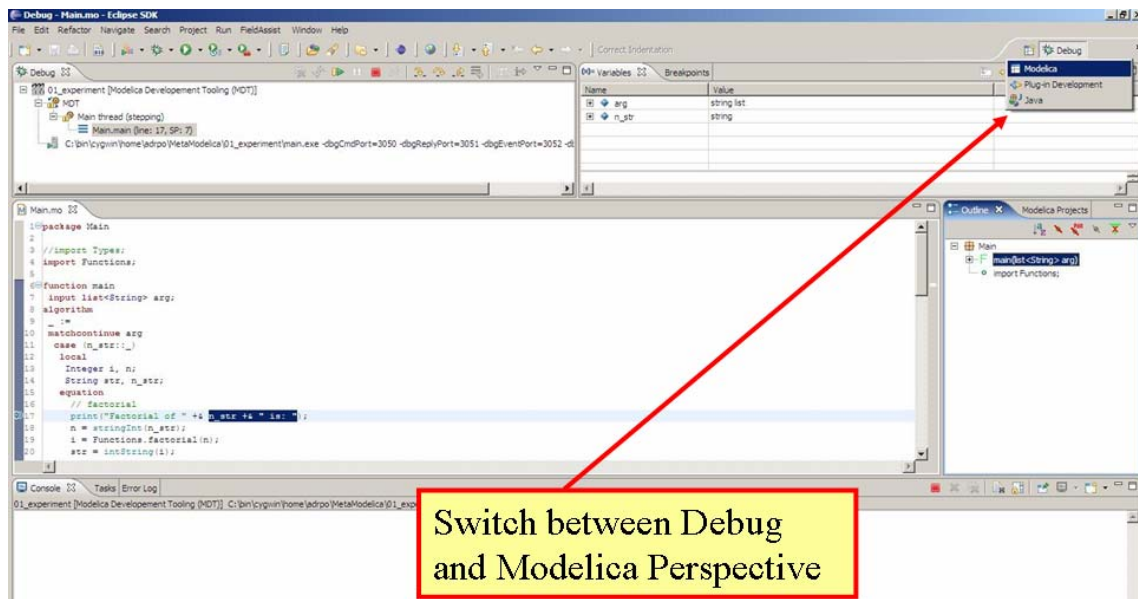 Debug - Main.mo - Eclipse SDK
File Edit Refactor Navigate Search Project Run FieldAssist Window Help
Correct Indentation
Debug
Debug
Variables Breakpoints
Modelica
Plug-in Development
Java
01_experiment [Modelica Developement Tooling (MDT)]
MDT
Main thread (stepping)
Main.main (line: 17, SP: 7)
C:\bin\cygwin\home\adrpo\MetaModelica\01_experiment\main.exe -dbgCmdPort=3050 -dbgReplyPort=3051 -dbgEventPort=3052
Name Value
arg string list
n_str string
Main.mo
1 package Main
2
3 //import Types;
4 import Functions;
5
6 function main
7 input list<String> arg;
8 algorithm
9 _ :=
10 matchcontinue arg
11 case (n_str::_)
12 local
13 Integer i, n;
14 String str, n_str;
15 equation
16 // factorial
17 print("Factorial of " +& n_str +& " is: ");
18 n = stringInt(n_str);
19 i = Functions.factorial(n);
20 str = intString(i);
Outline Modelica Projects
Main
main(list<String> arg)
import Functions;
Console Tasks Error Log
01_experiment [Modelica Developement Tooling (MDT)] C:\bin\cygwin\home\adrpo\MetaModelica\01_exp
Switch between Debug
and Modelica Perspective